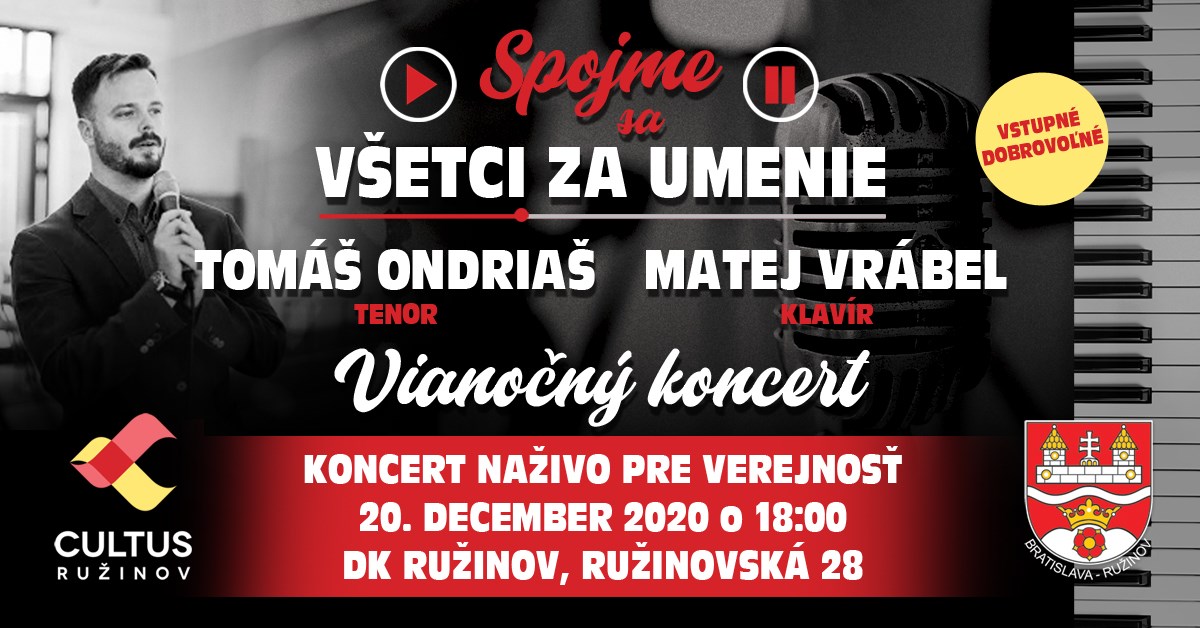 Spojme
sa
VŠETCI ZA UMENIE
VSTUPNÉ
DOBROVOĽNÉ
TOMÁŠ ONDRIAŠ MATEJ VRÁBEL
TENOR KLAVÍR
Vianočný koncert
KONCERT NAŽIVO PRE VEREJNOSŤ
20. DECEMBER 2020 o 18:00
DK RUŽINOV, RUŽINOVSKÁ 28
CULTUS
RUŽINOV
BRATISLAVA - RUŽINOV